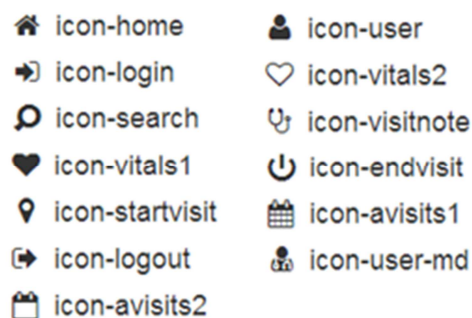 icon-home
icon-login
icon-search
icon-vitals1
icon-startvisit
icon-logout
icon-avisits2
icon-user
icon-vitals2
icon-visitnote
icon-endvisit
icon-avisits1
icon-user-md